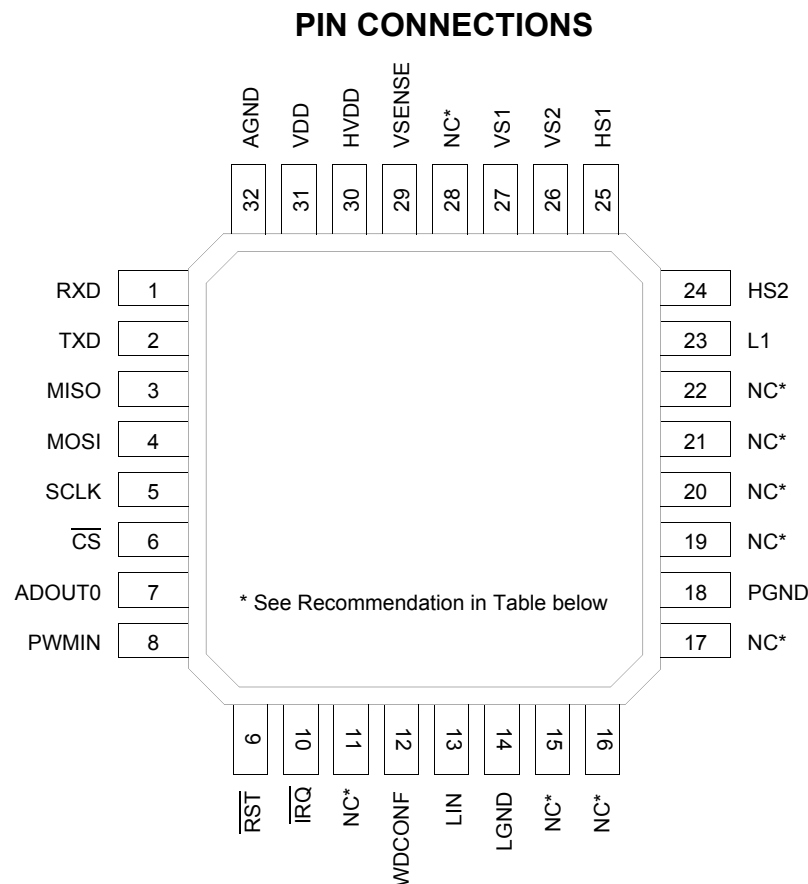 PIN CONNECTIONS
AGND
VDD
HVDD
VSENSE
NC*
VS1
VS2
HS1
32
31
30
29
28
27
26
25
RXD 1
TXD 2
MISO 3
MOSI 4
SCLK 5
C̅S̅ 6
ADOUT0 7
PWMIN 8
24 HS2
23 L1
22 NC*
21 NC*
20 NC*
19 NC*
18 PGND
17 NC*
* See Recommendation in Table below
9
10
11
12
13
14
15
16
R̅S̅T̅
I̅R̅Q̅
NC*
WDCONF
LIN
LGND
NC*
NC*